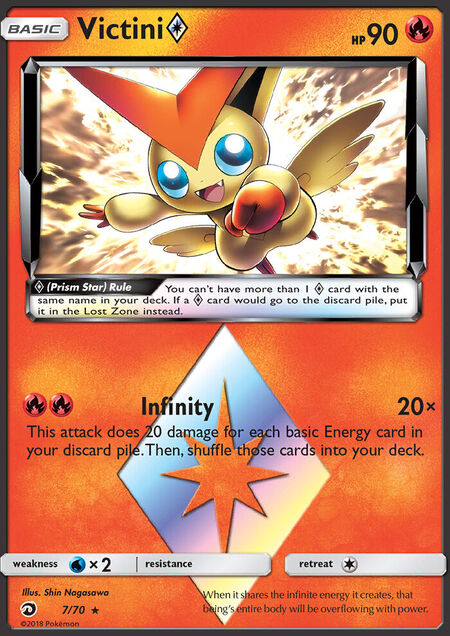 BASIC Victini◇ HP90
◇ (Prism Star) Rule You can't have more than 1 ◇ card with the
same name in your deck. If a ◇ card would go to the discard pile, put
it in the Lost Zone instead.
Infinity 20×
This attack does 20 damage for each basic Energy card in
your discard pile. Then, shuffle those cards into your deck.
weakness ×2 resistance retreat
Illus. Shin Nagasawa
7/70 ★
©2018 Pokémon
When it shares the infinite energy it creates, that
being's entire body will be overflowing with power.